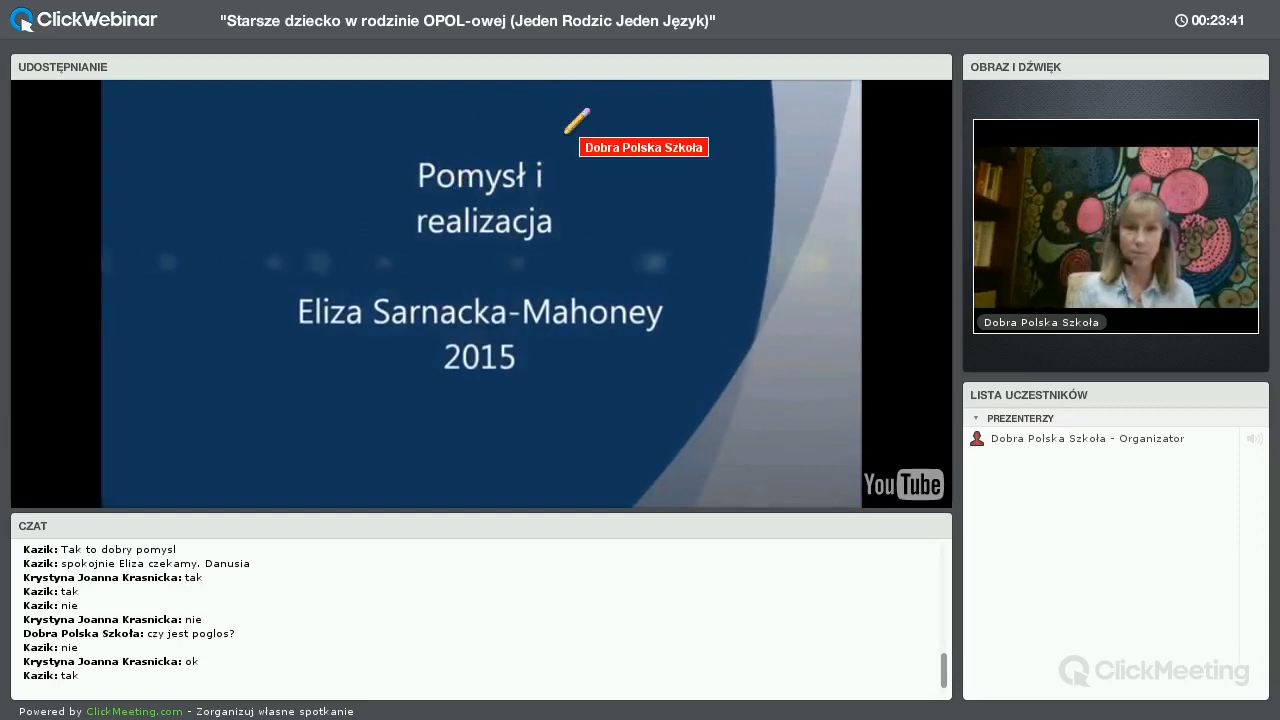 ClickWebinar
"Starsze dziecko w rodzinie OPOL-owej (Jeden Rodzic Jeden Język)"
00:23:41
UDOSTĘPNIANIE
Dobra Polska Szkoła
Pomysł i
realizacja
Eliza Sarnacka-Mahoney
2015
YouTube
OBRAZ I DŹWIĘK
Dobra Polska Szkoła
LISTA UCZESTNIKÓW
PREZENTERZY
Dobra Polska Szkoła - Organizator
ClickMeeting
CZAT
Kazik: Tak to dobry pomysl
Kazik: spokojnie Eliza czekamy. Danusia
Krystyna Joanna Krasnicka: tak
Kazik: tak
Kazik: nie
Krystyna Joanna Krasnicka: nie
Dobra Polska Szkoła: czy jest poglos?
Kazik: nie
Krystyna Joanna Krasnicka: ok
Kazik: tak
Powered by ClickMeeting.com - Zorganizuj własne spotkanie